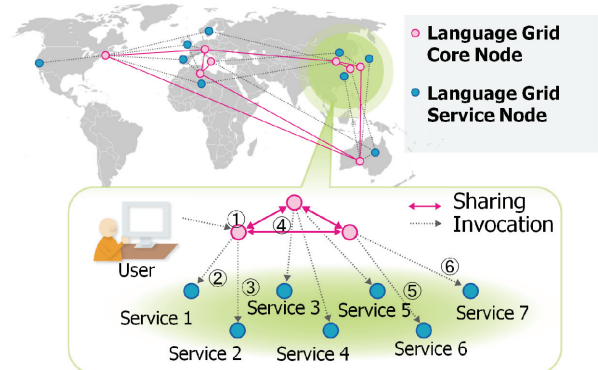 Language Grid
Core Node
Language Grid
Service Node
Sharing
Invocation
①
④
User
②
③
⑥
⑤
Service 1
Service 3
Service 5
Service 7
Service 2
Service 4
Service 6